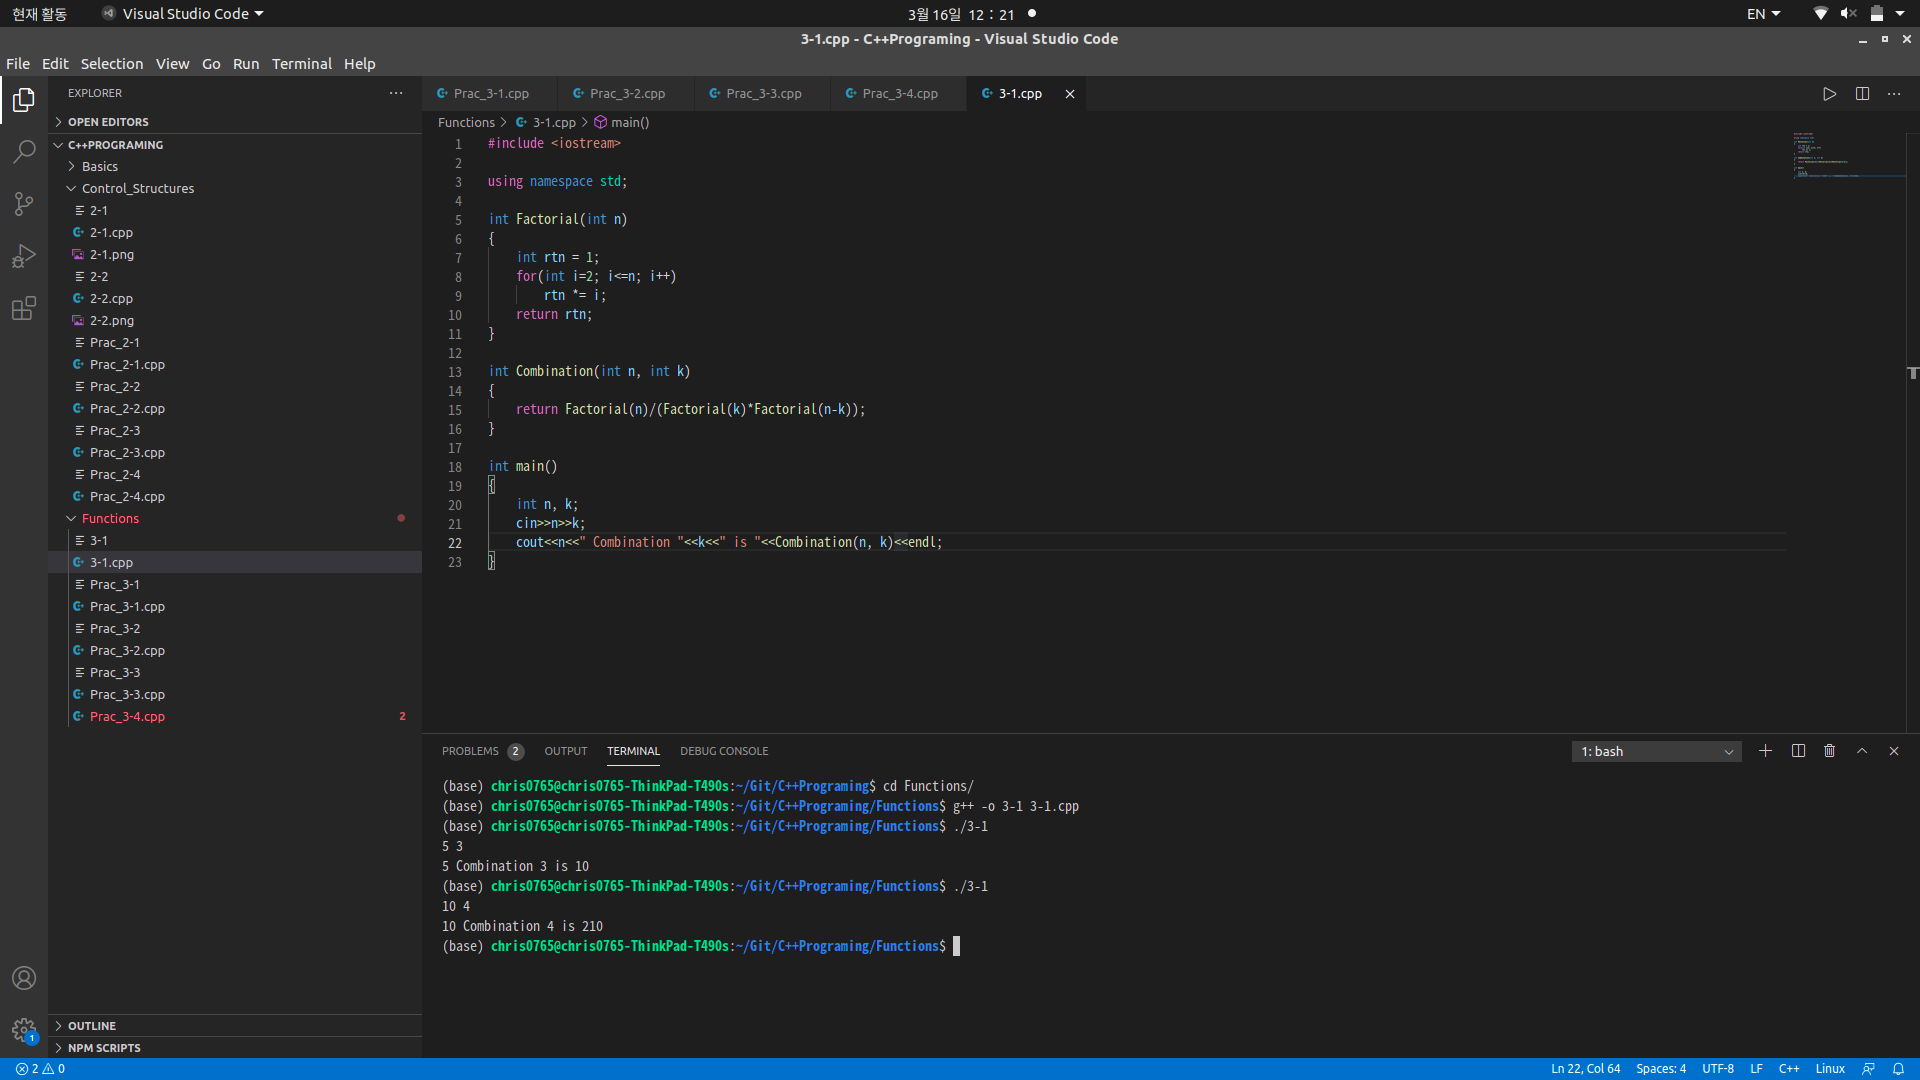 현재 활동 Visual Studio Code 3월 16일 12 : 21 EN
3-1.cpp - C++Programing - Visual Studio Code
File Edit Selection View Go Run Terminal Help
EXPLORER
OPEN EDITORS
C++PROGRAMING
Basics
Control_Structures
2-1
2-1.cpp
2-1.png
2-2
2-2.cpp
2-2.png
Prac_2-1
Prac_2-1.cpp
Prac_2-2
Prac_2-2.cpp
Prac_2-3
Prac_2-3.cpp
Prac_2-4
Prac_2-4.cpp
Functions
3-1
3-1.cpp
Prac_3-1
Prac_3-1.cpp
Prac_3-2
Prac_3-2.cpp
Prac_3-3
Prac_3-3.cpp
Prac_3-4.cpp 2
OUTLINE
NPM SCRIPTS
1
Prac_3-1.cpp Prac_3-2.cpp Prac_3-3.cpp Prac_3-4.cpp 3-1.cpp
Functions > 3-1.cpp > main()
1 #include <iostream>
2
3 using namespace std;
4
5 int Factorial(int n)
6 {
7 int rtn = 1;
8 for(int i=2; i<=n; i++)
9 rtn *= i;
10 return rtn;
11 }
12
13 int Combination(int n, int k)
14 {
15 return Factorial(n)/(Factorial(k)*Factorial(n-k));
16 }
17
18 int main()
19 {
20 int n, k;
21 cin>>n>>k;
22 cout<<n<<" Combination "<<k<<" is "<<Combination(n, k)<<endl;
23 }
PROBLEMS 2 OUTPUT TERMINAL DEBUG CONSOLE 1: bash
(base) chris0765@chris0765-ThinkPad-T490s:~/Git/C++Programing$ cd Functions/
(base) chris0765@chris0765-ThinkPad-T490s:~/Git/C++Programing/Functions$ g++ -o 3-1 3-1.cpp
(base) chris0765@chris0765-ThinkPad-T490s:~/Git/C++Programing/Functions$ ./3-1
5 3
5 Combination 3 is 10
(base) chris0765@chris0765-ThinkPad-T490s:~/Git/C++Programing/Functions$ ./3-1
10 4
10 Combination 4 is 210
(base) chris0765@chris0765-ThinkPad-T490s:~/Git/C++Programing/Functions$
2 0 Ln 22, Col 64 Spaces: 4 UTF-8 LF C++ Linux